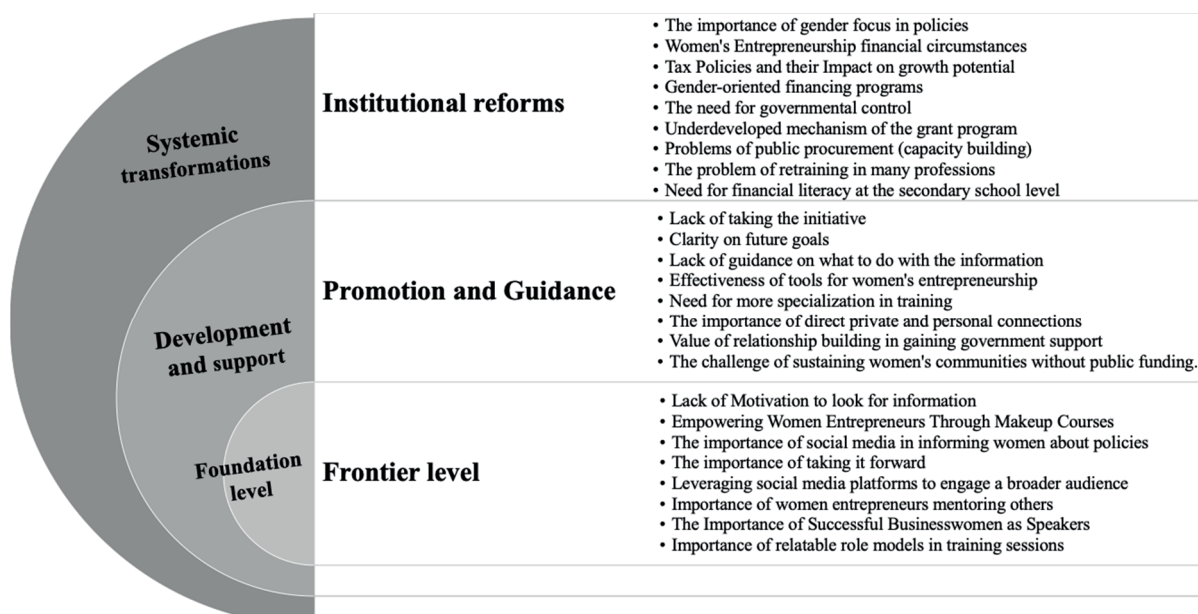 Systemic
transformations
Institutional reforms
• The importance of gender focus in policies
• Women's Entrepreneurship financial circumstances
• Tax Policies and their Impact on growth potential
• Gender-oriented financing programs
• The need for governmental control
• Underdeveloped mechanism of the grant program
• Problems of public procurement (capacity building)
• The problem of retraining in many professions
• Need for financial literacy at the secondary school level
Development
and support
Promotion and Guidance
• Lack of taking the initiative
• Clarity on future goals
• Lack of guidance on what to do with the information
• Effectiveness of tools for women's entrepreneurship
• Need for more specialization in training
• The importance of direct private and personal connections
• Value of relationship building in gaining government support
• The challenge of sustaining women's communities without public funding.
Foundation
level
Frontier level
• Lack of Motivation to look for information
• Empowering Women Entrepreneurs Through Makeup Courses
• The importance of social media in informing women about policies
• The importance of taking it forward
• Leveraging social media platforms to engage a broader audience
• Importance of women entrepreneurs mentoring others
• The Importance of Successful Businesswomen as Speakers
• Importance of relatable role models in training sessions